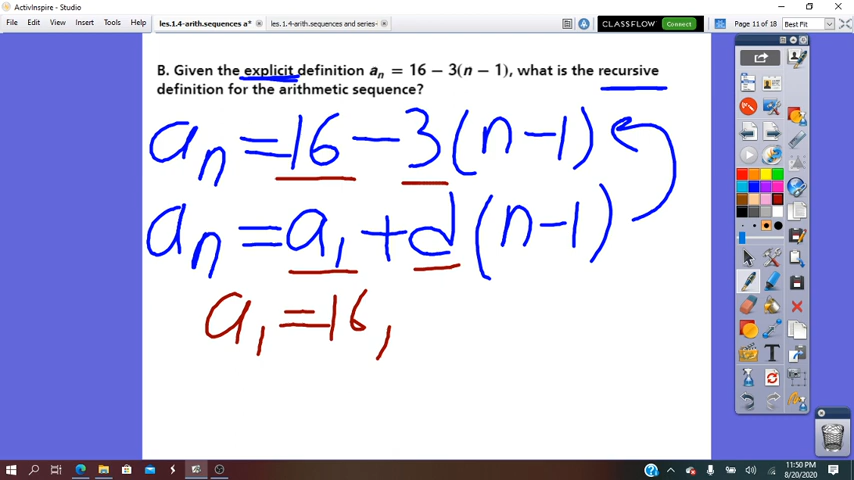 ActivInspire - Studio
File Edit View Insert Tools Help
les.1.4-arith.sequences a*
les.1.4-arith.sequences and series-
CLASSFLOW
Page 11 of 18
Best Fit
B. Given the explicit definition aₙ = 16 − 3(n − 1), what is the recursive
definition for the arithmetic sequence?
aₙ = 16 − 3(n − 1)
aₙ = a₁ + d(n − 1)
a₁ = 16,
11:50 PM
8/20/2020